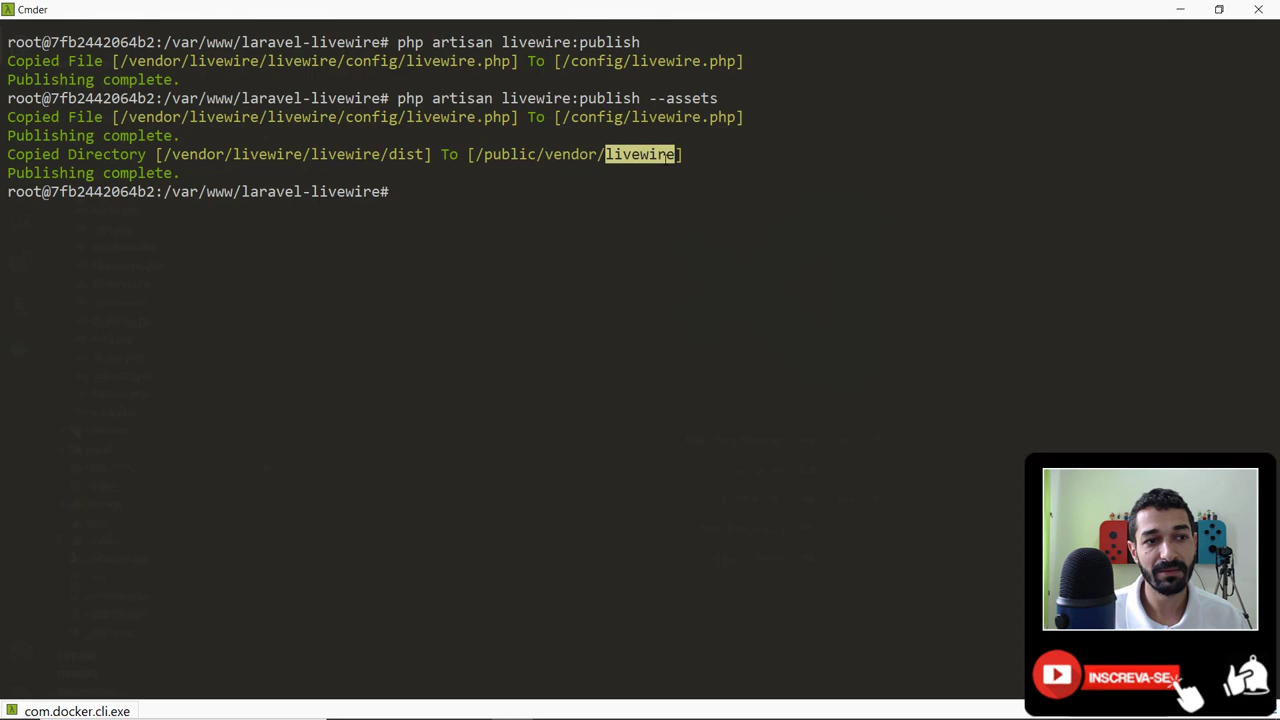 Cmder
root@7fb2442064b2:/var/www/laravel-livewire# php artisan livewire:publish
Copied File [/vendor/livewire/livewire/config/livewire.php] To [/config/livewire.php]
Publishing complete.
root@7fb2442064b2:/var/www/laravel-livewire# php artisan livewire:publish --assets
Copied File [/vendor/livewire/livewire/config/livewire.php] To [/config/livewire.php]
Publishing complete.
Copied Directory [/vendor/livewire/livewire/dist] To [/public/vendor/livewire]
Publishing complete.
root@7fb2442064b2:/var/www/laravel-livewire#
INSCREVA-SE
com.docker.cli.exe